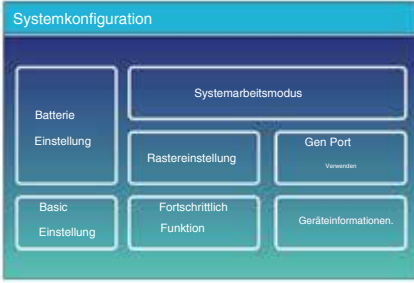 Systemkonfiguration
Systemarbeitsmodus
Batterie
Einstellung
Rastereinstellung
Gen Port
Verwenden
Basic
Einstellung
Fortschrittlich
Funktion
Geräteinformationen.